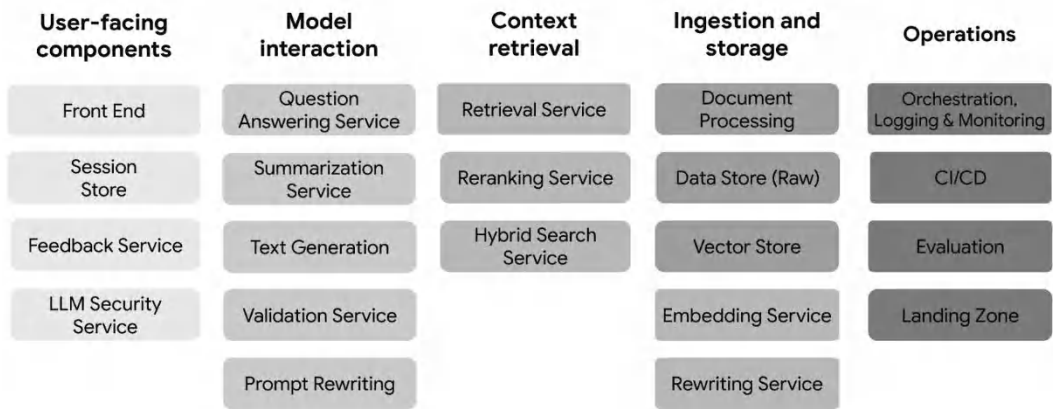 User-facing
components
Model
interaction
Context
retrieval
Ingestion and
storage
Operations
Front End
Question
Answering Service
Retrieval Service
Document
Processing
Orchestration,
Logging & Monitoring
Session
Store
Summarization
Service
Reranking Service
Data Store (Raw)
CI/CD
Feedback Service
Text Generation
Hybrid Search
Service
Vector Store
Evaluation
LLM Security
Service
Validation Service
Embedding Service
Landing Zone
Prompt Rewriting
Rewriting Service